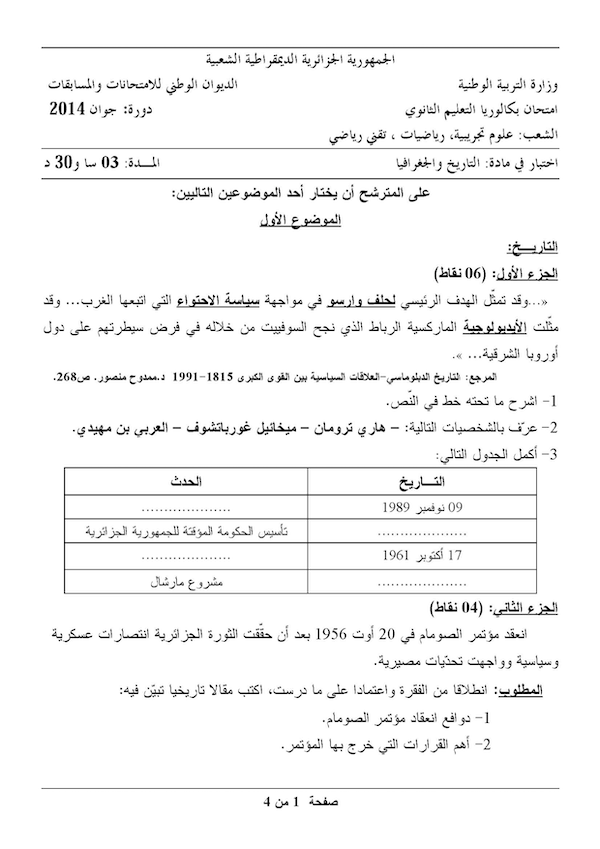 الجمهورية الجزائرية الديمقراطية الشعبية
وزارة التربية الوطنية الديوان الوطني للامتحانات والمسابقات
امتحان بكالوريا التعليم الثانوي دورة: جوان 2014
الشعب: علوم تجريبية، رياضيات ، تقني رياضي
اختبار في مادة: التاريخ والجغرافيا المـــدة: 03 سا و30 د
على المترشح أن يختار أحد الموضوعين التاليين:
الموضوع الأول
التاريـــخ:
الجزء الأول: (06 نقاط)
«...وقد تمثّل الهدف الرئيسي لحلف وارسو في مواجهة سياسة الاحتواء التي اتبعها الغرب... وقد
مثّلت الأيديولوجية الماركسية الرباط الذي نجح السوفييت من خلاله في فرض سيطرتهم على دول
أوروبا الشرقية... ».
المرجع: التاريخ الدبلوماسي-العلاقات السياسية بين القوى الكبرى 1815-1991 د.ممدوح منصور. ص268.
1- اشرح ما تحته خط في النّص.
2- عرّف بالشخصيات التالية: - هاري ترومان - ميخائيل غورباتشوف - العربي بن مهيدي.
3- أكمل الجدول التالي:
التـــاريخ الحدث
09 نوفمبر 1989 ....................
.................... تأسيس الحكومة المؤقتة للجمهورية الجزائرية
17 أكتوبر 1961 ....................
.................... مشروع مارشال
الجزء الثاني: (04 نقاط)
انعقد مؤتمر الصومام في 20 أوت 1956 بعد أن حقّقت الثورة الجزائرية انتصارات عسكرية
وسياسية وواجهت تحدّيات مصيرية.
المطلوب: انطلاقا من الفقرة واعتمادا على ما درست، اكتب مقالا تاريخيا تبيّن فيه:
1- دوافع انعقاد مؤتمر الصومام.
2- أهم القرارات التي خرج بها المؤتمر.
صفحة 1 من 4